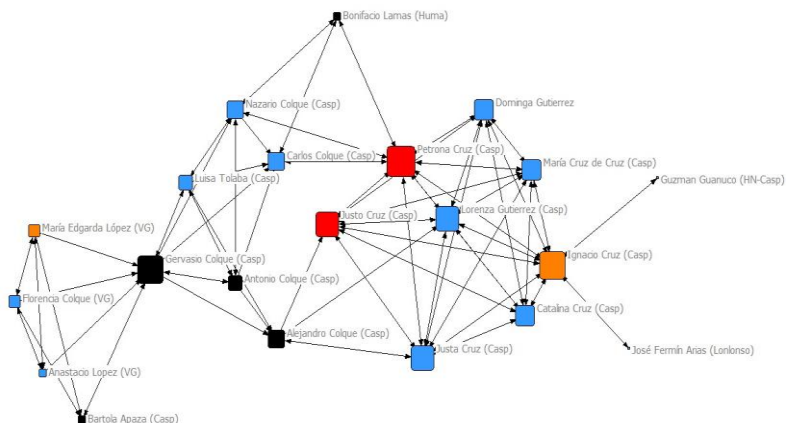 Bonifacio Lamas (Huma)
Nazario Colque (Casp)
Dominga Gutierrez
Petrona Cruz (Casp)
Carlos Colque (Casp)
María Cruz de Cruz (Casp)
Guzman Guanuco (HN-Casp)
Luisa Tolaba (Casp)
Justo Cruz (Casp)
Lorenza Gutierrez (Casp)
María Edgarda López (VG)
Gervasio Colque (Casp)
Ignacio Cruz (Casp)
Antonio Colque (Casp)
Florencia Colque (VG)
Catalina Cruz (Casp)
Alejandro Colque (Casp)
Justa Cruz (Casp)
José Fermín Arias (Lonlonso)
Anastacio Lopez (VG)
Bartola Apaza (Casp)